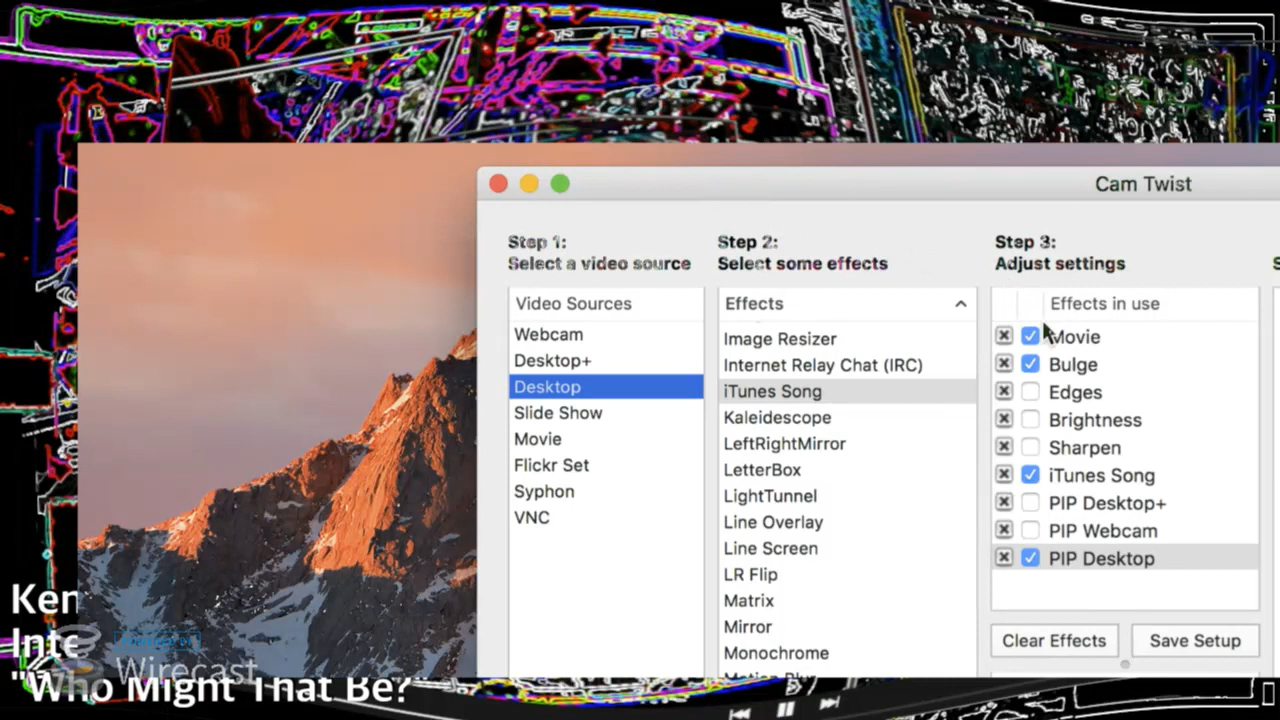 Cam Twist
Step 1:
Select a video source
Step 2:
Select some effects
Step 3:
Adjust settings
Video Sources
Webcam
Desktop+
Desktop
Slide Show
Movie
Flickr Set
Syphon
VNC
Effects
Image Resizer
Internet Relay Chat (IRC)
iTunes Song
Kaleidescope
LeftRightMirror
LetterBox
LightTunnel
Line Overlay
Line Screen
LR Flip
Matrix
Mirror
Monochrome
Effects in use
Movie
Bulge
Edges
Brightness
Sharpen
iTunes Song
PIP Desktop+
PIP Webcam
PIP Desktop
Clear Effects
Save Setup
Ken
Inte
Wirecast
"Who Might That Be?"